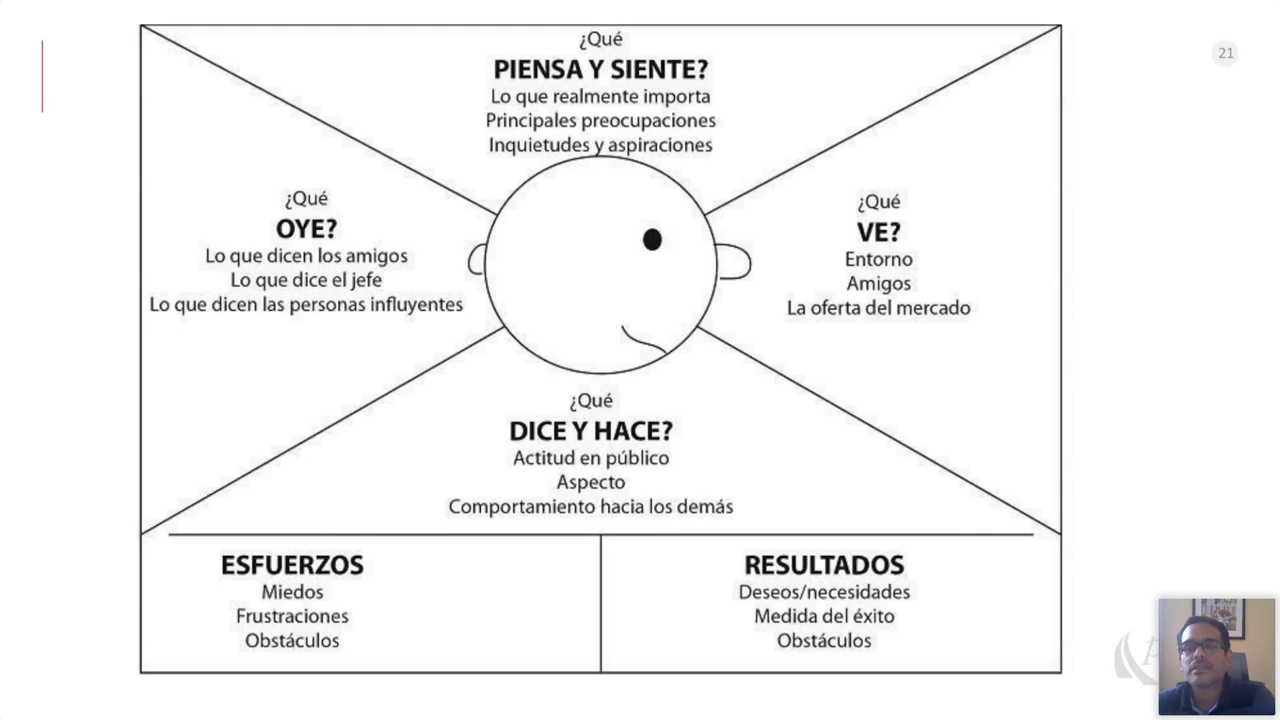 21
¿Qué
PIENSA Y SIENTE?
Lo que realmente importa
Principales preocupaciones
Inquietudes y aspiraciones
¿Qué
OYE?
Lo que dicen los amigos
Lo que dice el jefe
Lo que dicen las personas influyentes
¿Qué
VE?
Entorno
Amigos
La oferta del mercado
¿Qué
DICE Y HACE?
Actitud en público
Aspecto
Comportamiento hacia los demás
ESFUERZOS
Miedos
Frustraciones
Obstáculos
RESULTADOS
Deseos/necesidades
Medida del éxito
Obstáculos